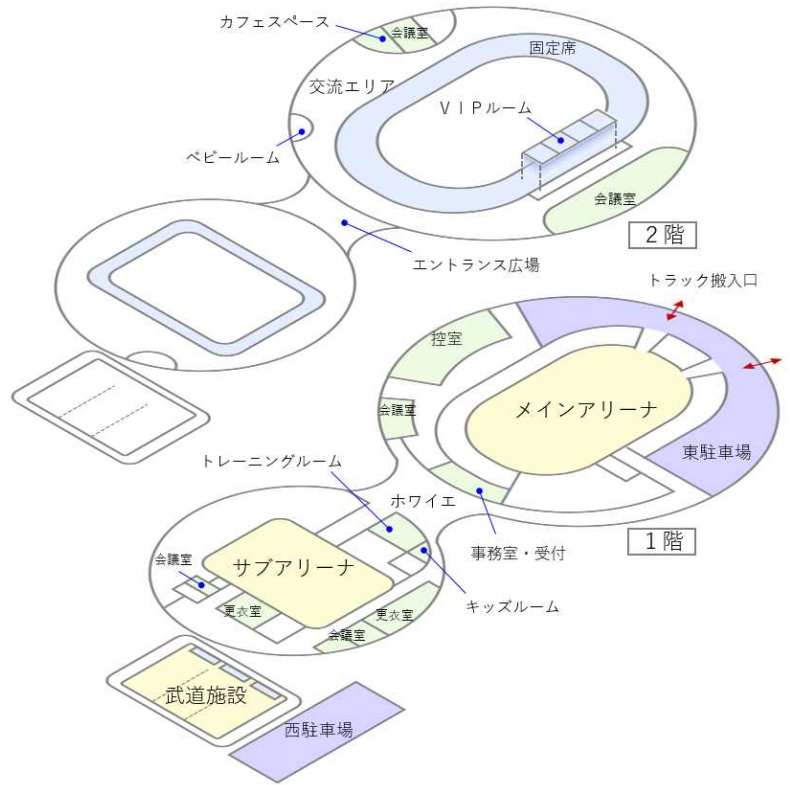 カフェスペース
会議室
固定席
交流エリア
VIPルーム
ベビールーム
会議室
2階
エントランス広場
トラック搬入口
控室
メインアリーナ
会議室
東駐車場
トレーニングルーム
ホワイエ
1階
事務室・受付
会議室
サブアリーナ
キッズルーム
更衣室
更衣室
会議室
武道施設
西駐車場